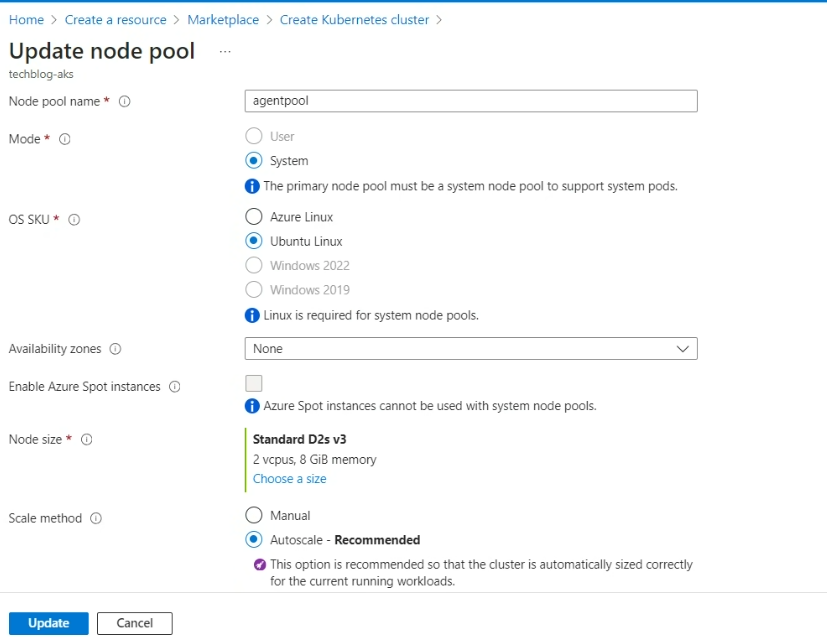 Home > Create a resource > Marketplace > Create Kubernetes cluster >
Update node pool ...
techblog-aks
Node pool name * agentpool
Mode * User
System
The primary node pool must be a system node pool to support system pods.
OS SKU * Azure Linux
Ubuntu Linux
Windows 2022
Windows 2019
Linux is required for system node pools.
Availability zones None
Enable Azure Spot instances
Azure Spot instances cannot be used with system node pools.
Node size * Standard D2s v3
2 vcpus, 8 GiB memory
Choose a size
Scale method Manual
Autoscale - Recommended
This option is recommended so that the cluster is automatically sized correctly
for the current running workloads.
Update Cancel